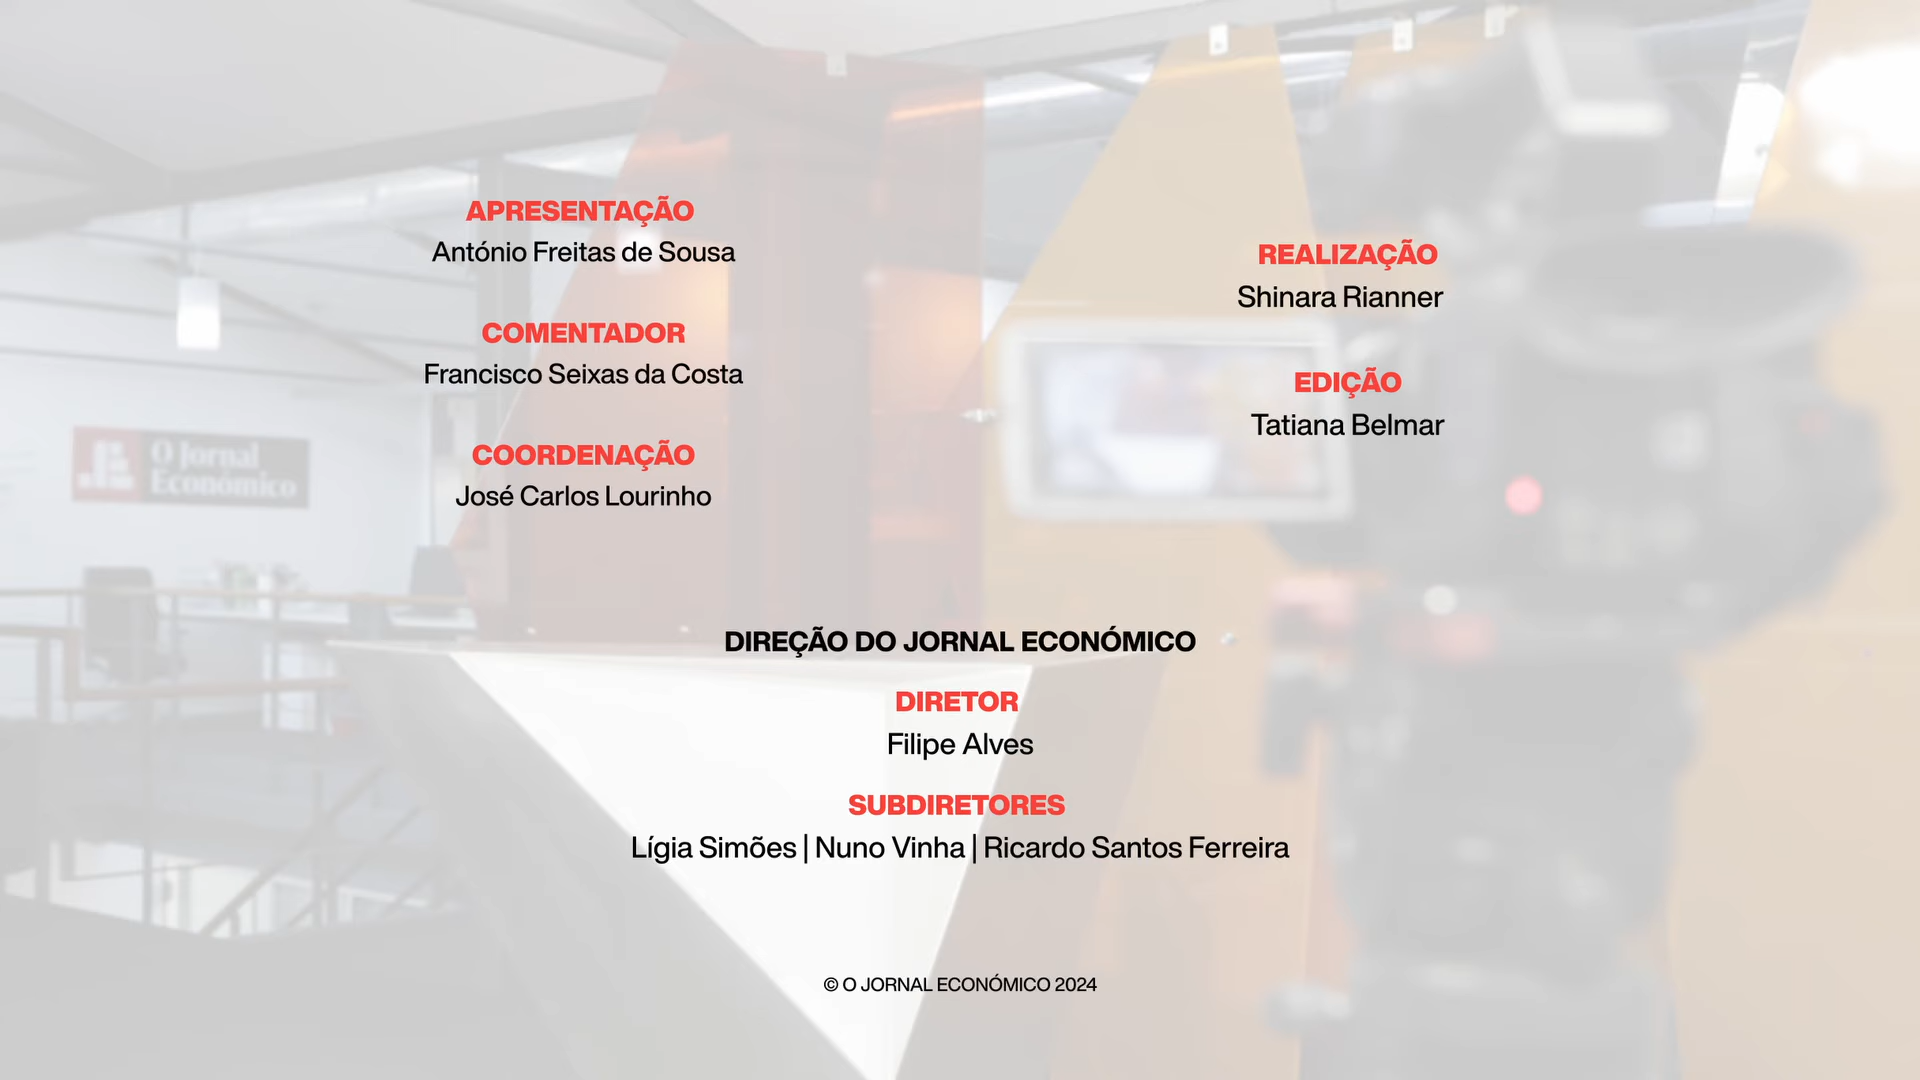 APRESENTAÇÃO
António Freitas de Sousa
COMENTADOR
Francisco Seixas da Costa
COORDENAÇÃO
José Carlos Lourinho
REALIZAÇÃO
Shinara Rianner
EDIÇÃO
Tatiana Belmar
O Jornal
Económico
DIREÇÃO DO JORNAL ECONÓMICO
DIRETOR
Filipe Alves
SUBDIRETORES
Lígia Simões | Nuno Vinha | Ricardo Santos Ferreira
© O JORNAL ECONÓMICO 2024